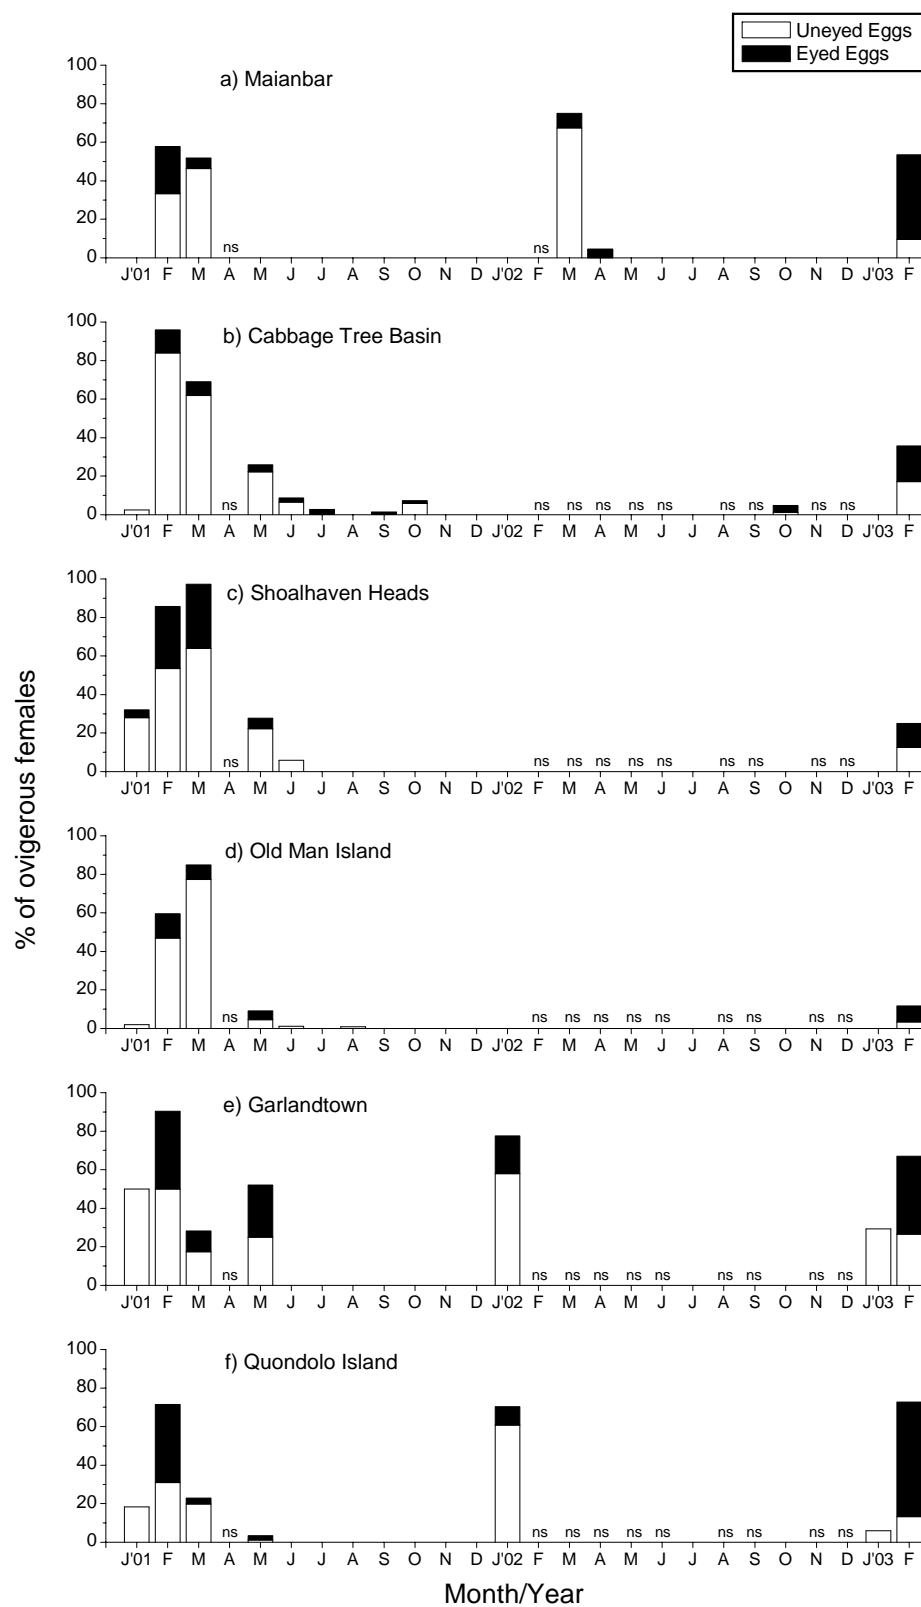 Uneyed Eggs
Eyed Eggs
a) Maianbar
100
80
60
40
20
0
ns ns
J'01 F M A M J J A S O N D J'02 F M A M J J A S O N D J'03 F
b) Cabbage Tree Basin
100
80
60
40
20
0
ns ns ns ns ns ns ns ns ns ns
J'01 F M A M J J A S O N D J'02 F M A M J J A S O N D J'03 F
c) Shoalhaven Heads
100
80
60
40
20
0
ns ns ns ns ns ns ns ns ns ns
J'01 F M A M J J A S O N D J'02 F M A M J J A S O N D J'03 F
% of ovigerous females
d) Old Man Island
100
80
60
40
20
0
ns ns ns ns ns ns ns ns ns ns
J'01 F M A M J J A S O N D J'02 F M A M J J A S O N D J'03 F
e) Garlandtown
100
80
60
40
20
0
ns ns ns ns ns ns ns ns ns ns
J'01 F M A M J J A S O N D J'02 F M A M J J A S O N D J'03 F
f) Quondolo Island
100
80
60
40
20
0
ns ns ns ns ns ns ns ns ns ns
J'01 F M A M J J A S O N D J'02 F M A M J J A S O N D J'03 F
Month/Year